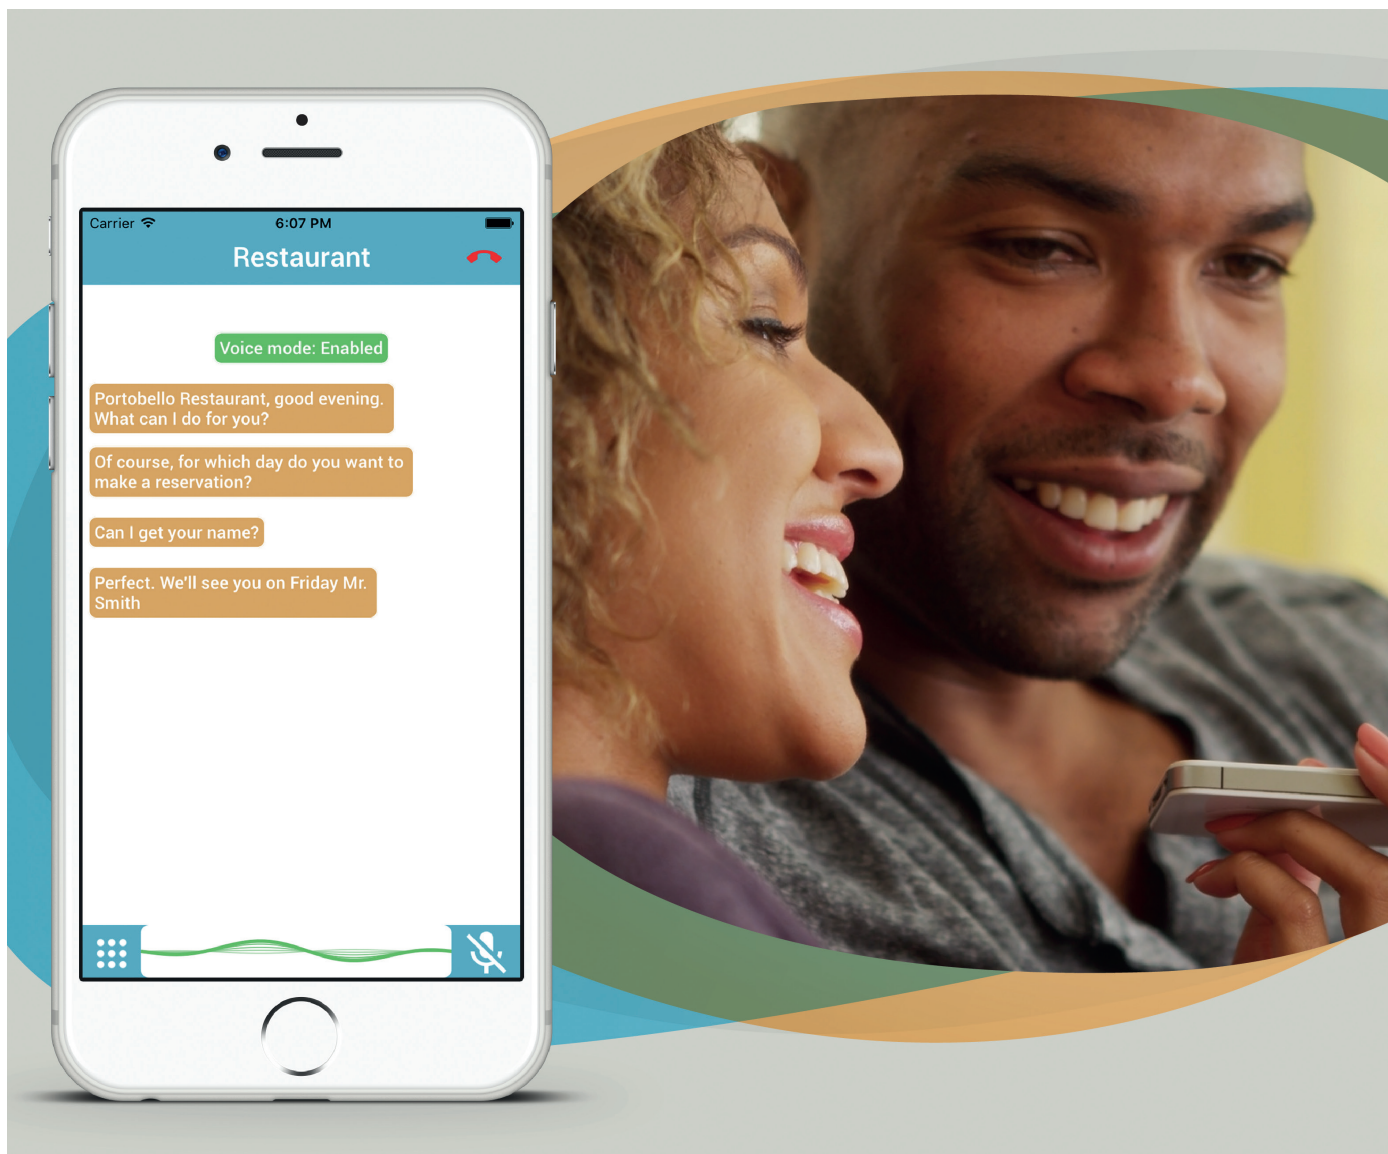 Carrier
6:07 PM
Restaurant
Voice mode: Enabled
Portobello Restaurant, good evening.
What can I do for you?
Of course, for which day do you want to
make a reservation?
Can I get your name?
Perfect. We'll see you on Friday Mr.
Smith